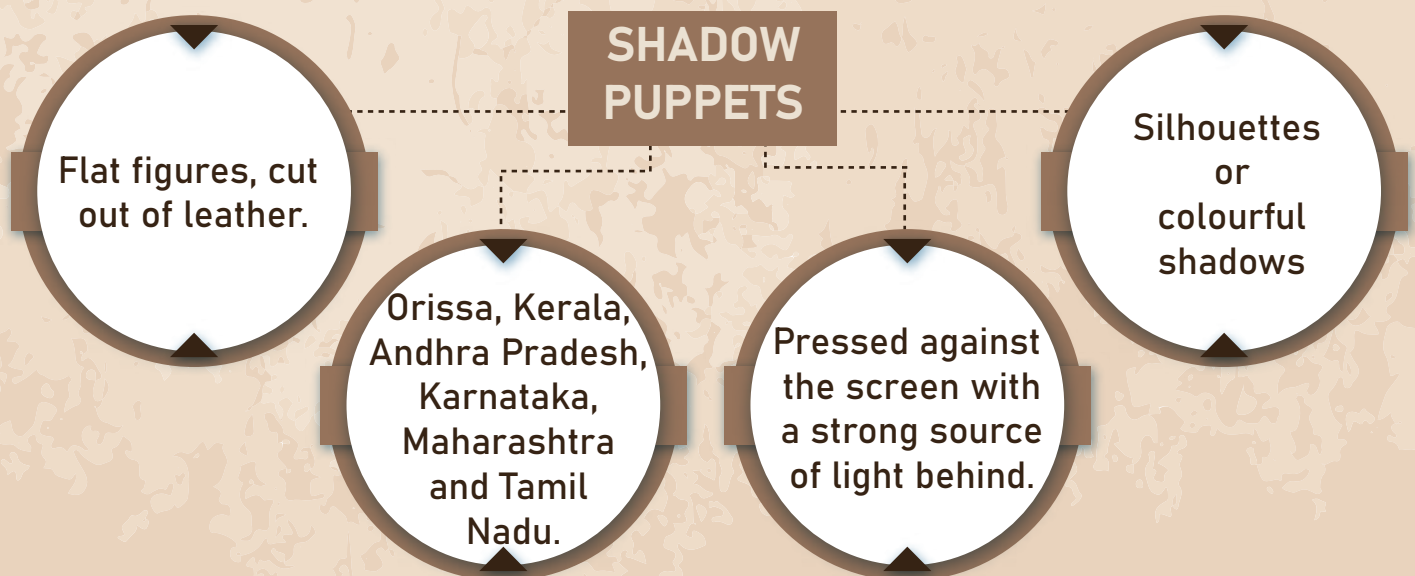 SHADOW
PUPPETS
Flat figures, cut
out of leather.
Orissa, Kerala,
Andhra Pradesh,
Karnataka,
Maharashtra
and Tamil
Nadu.
Pressed against
the screen with
a strong source
of light behind.
Silhouettes
or
colourful
shadows